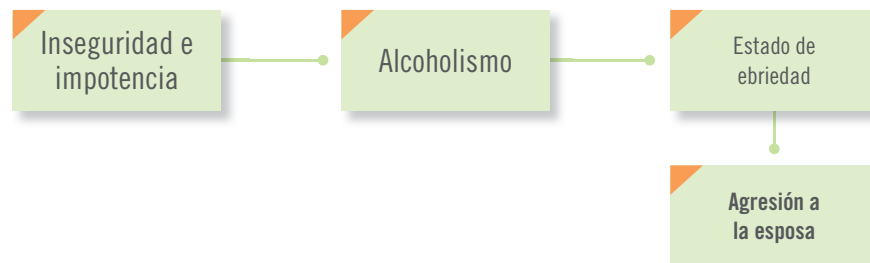 Inseguridad e
impotencia
Alcoholismo
Estado de
ebriedad
Agresión a
la esposa